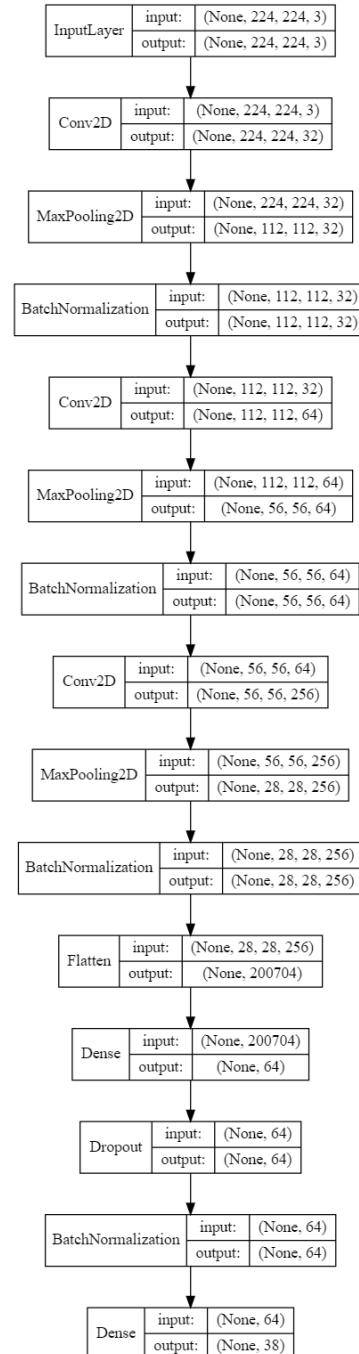 InputLayer
input: (None, 224, 224, 3)
output: (None, 224, 224, 3)
Conv2D
input: (None, 224, 224, 3)
output: (None, 224, 224, 32)
MaxPooling2D
input: (None, 224, 224, 32)
output: (None, 112, 112, 32)
BatchNormalization
input: (None, 112, 112, 32)
output: (None, 112, 112, 32)
Conv2D
input: (None, 112, 112, 32)
output: (None, 112, 112, 64)
MaxPooling2D
input: (None, 112, 112, 64)
output: (None, 56, 56, 64)
BatchNormalization
input: (None, 56, 56, 64)
output: (None, 56, 56, 64)
Conv2D
input: (None, 56, 56, 64)
output: (None, 56, 56, 256)
MaxPooling2D
input: (None, 56, 56, 256)
output: (None, 28, 28, 256)
BatchNormalization
input: (None, 28, 28, 256)
output: (None, 28, 28, 256)
Flatten
input: (None, 28, 28, 256)
output: (None, 200704)
Dense
input: (None, 200704)
output: (None, 64)
Dropout
input: (None, 64)
output: (None, 64)
BatchNormalization
input: (None, 64)
output: (None, 64)
Dense
input: (None, 64)
output: (None, 38)